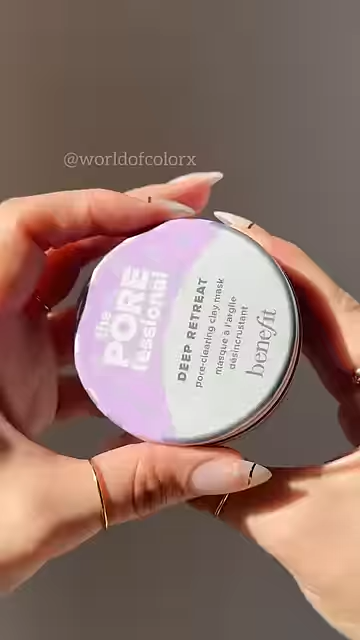 @worldofcolorx
the
PORE
fessional
DEEP RETREAT
pore-clearing clay mask
masque à l'argile
désincrustant
benefit